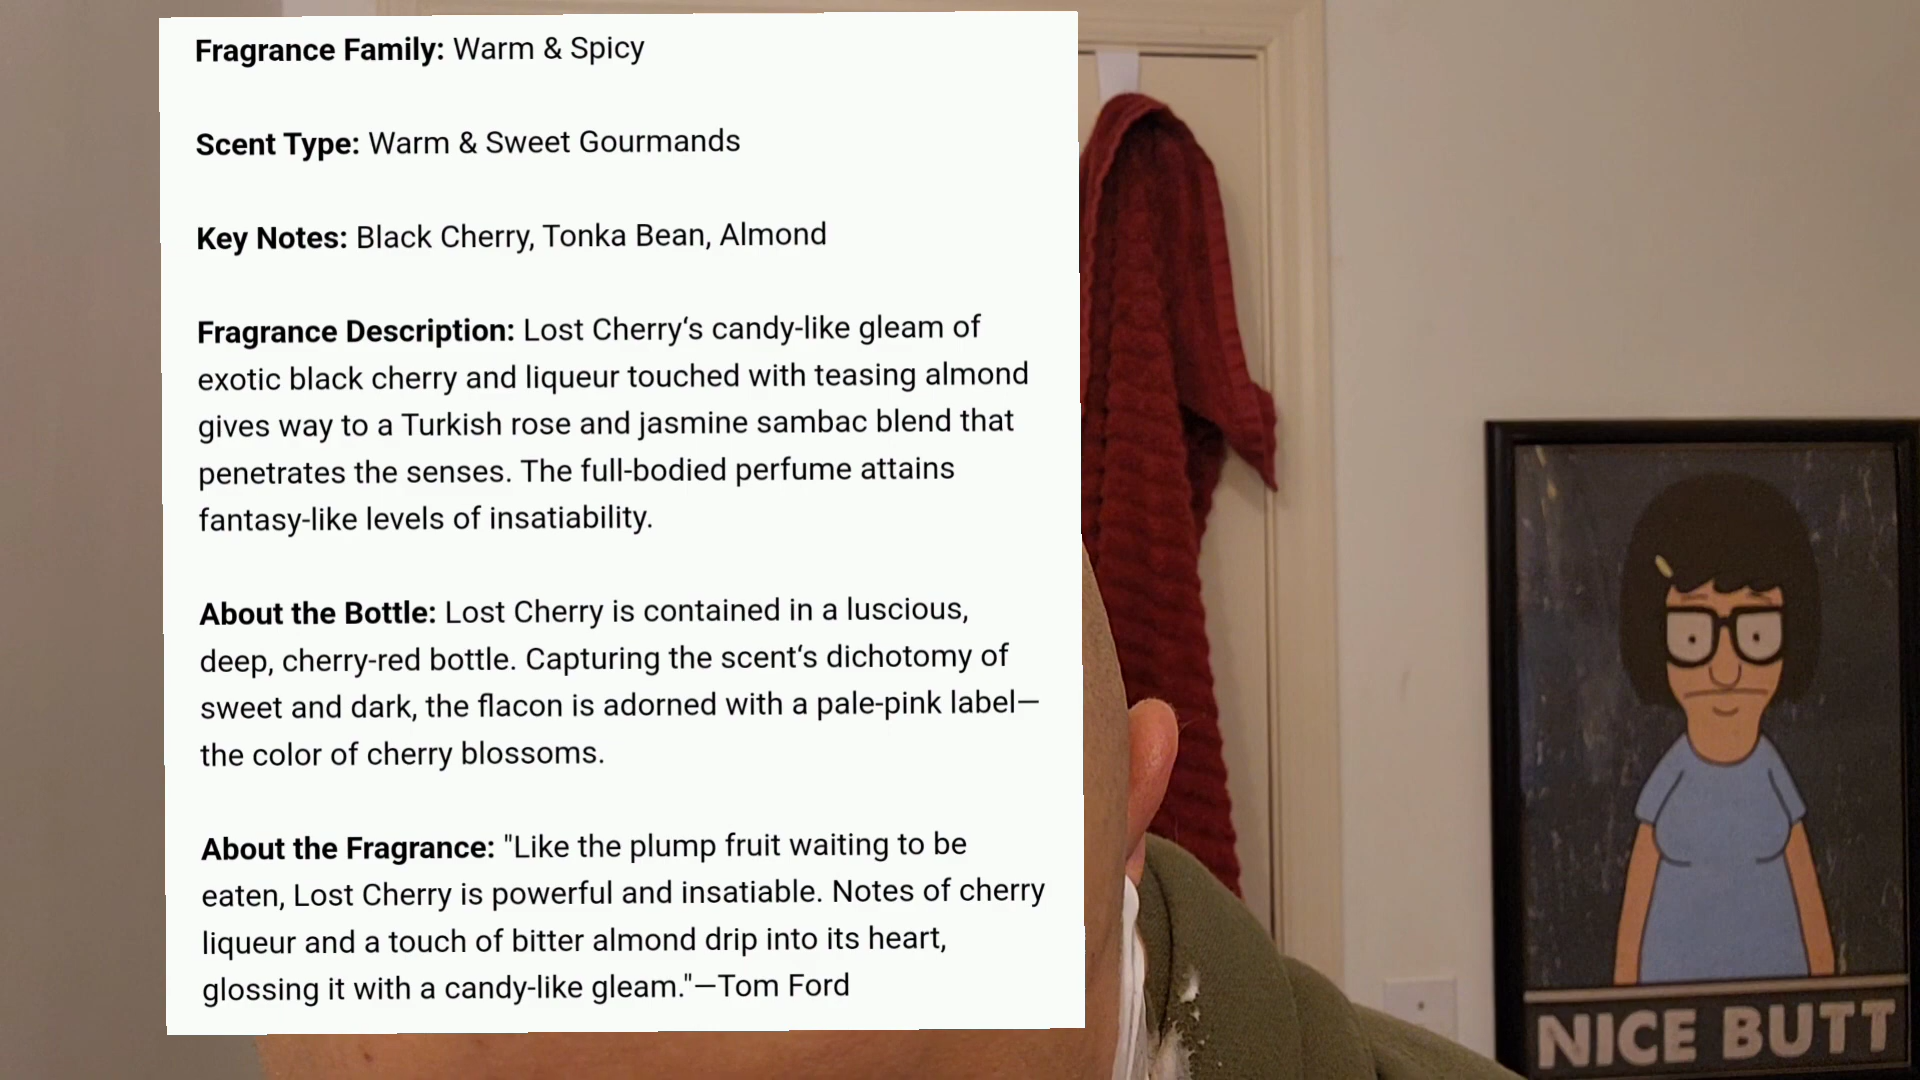 Fragrance Family: Warm & Spicy
Scent Type: Warm & Sweet Gourmands
Key Notes: Black Cherry, Tonka Bean, Almond
Fragrance Description: Lost Cherry‘s candy-like gleam of
exotic black cherry and liqueur touched with teasing almond
gives way to a Turkish rose and jasmine sambac blend that
penetrates the senses. The full-bodied perfume attains
fantasy-like levels of insatiability.
About the Bottle: Lost Cherry is contained in a luscious,
deep, cherry-red bottle. Capturing the scent‘s dichotomy of
sweet and dark, the flacon is adorned with a pale-pink label—
the color of cherry blossoms.
About the Fragrance: "Like the plump fruit waiting to be
eaten, Lost Cherry is powerful and insatiable. Notes of cherry
liqueur and a touch of bitter almond drip into its heart,
glossing it with a candy-like gleam."—Tom Ford
NICE BUTT